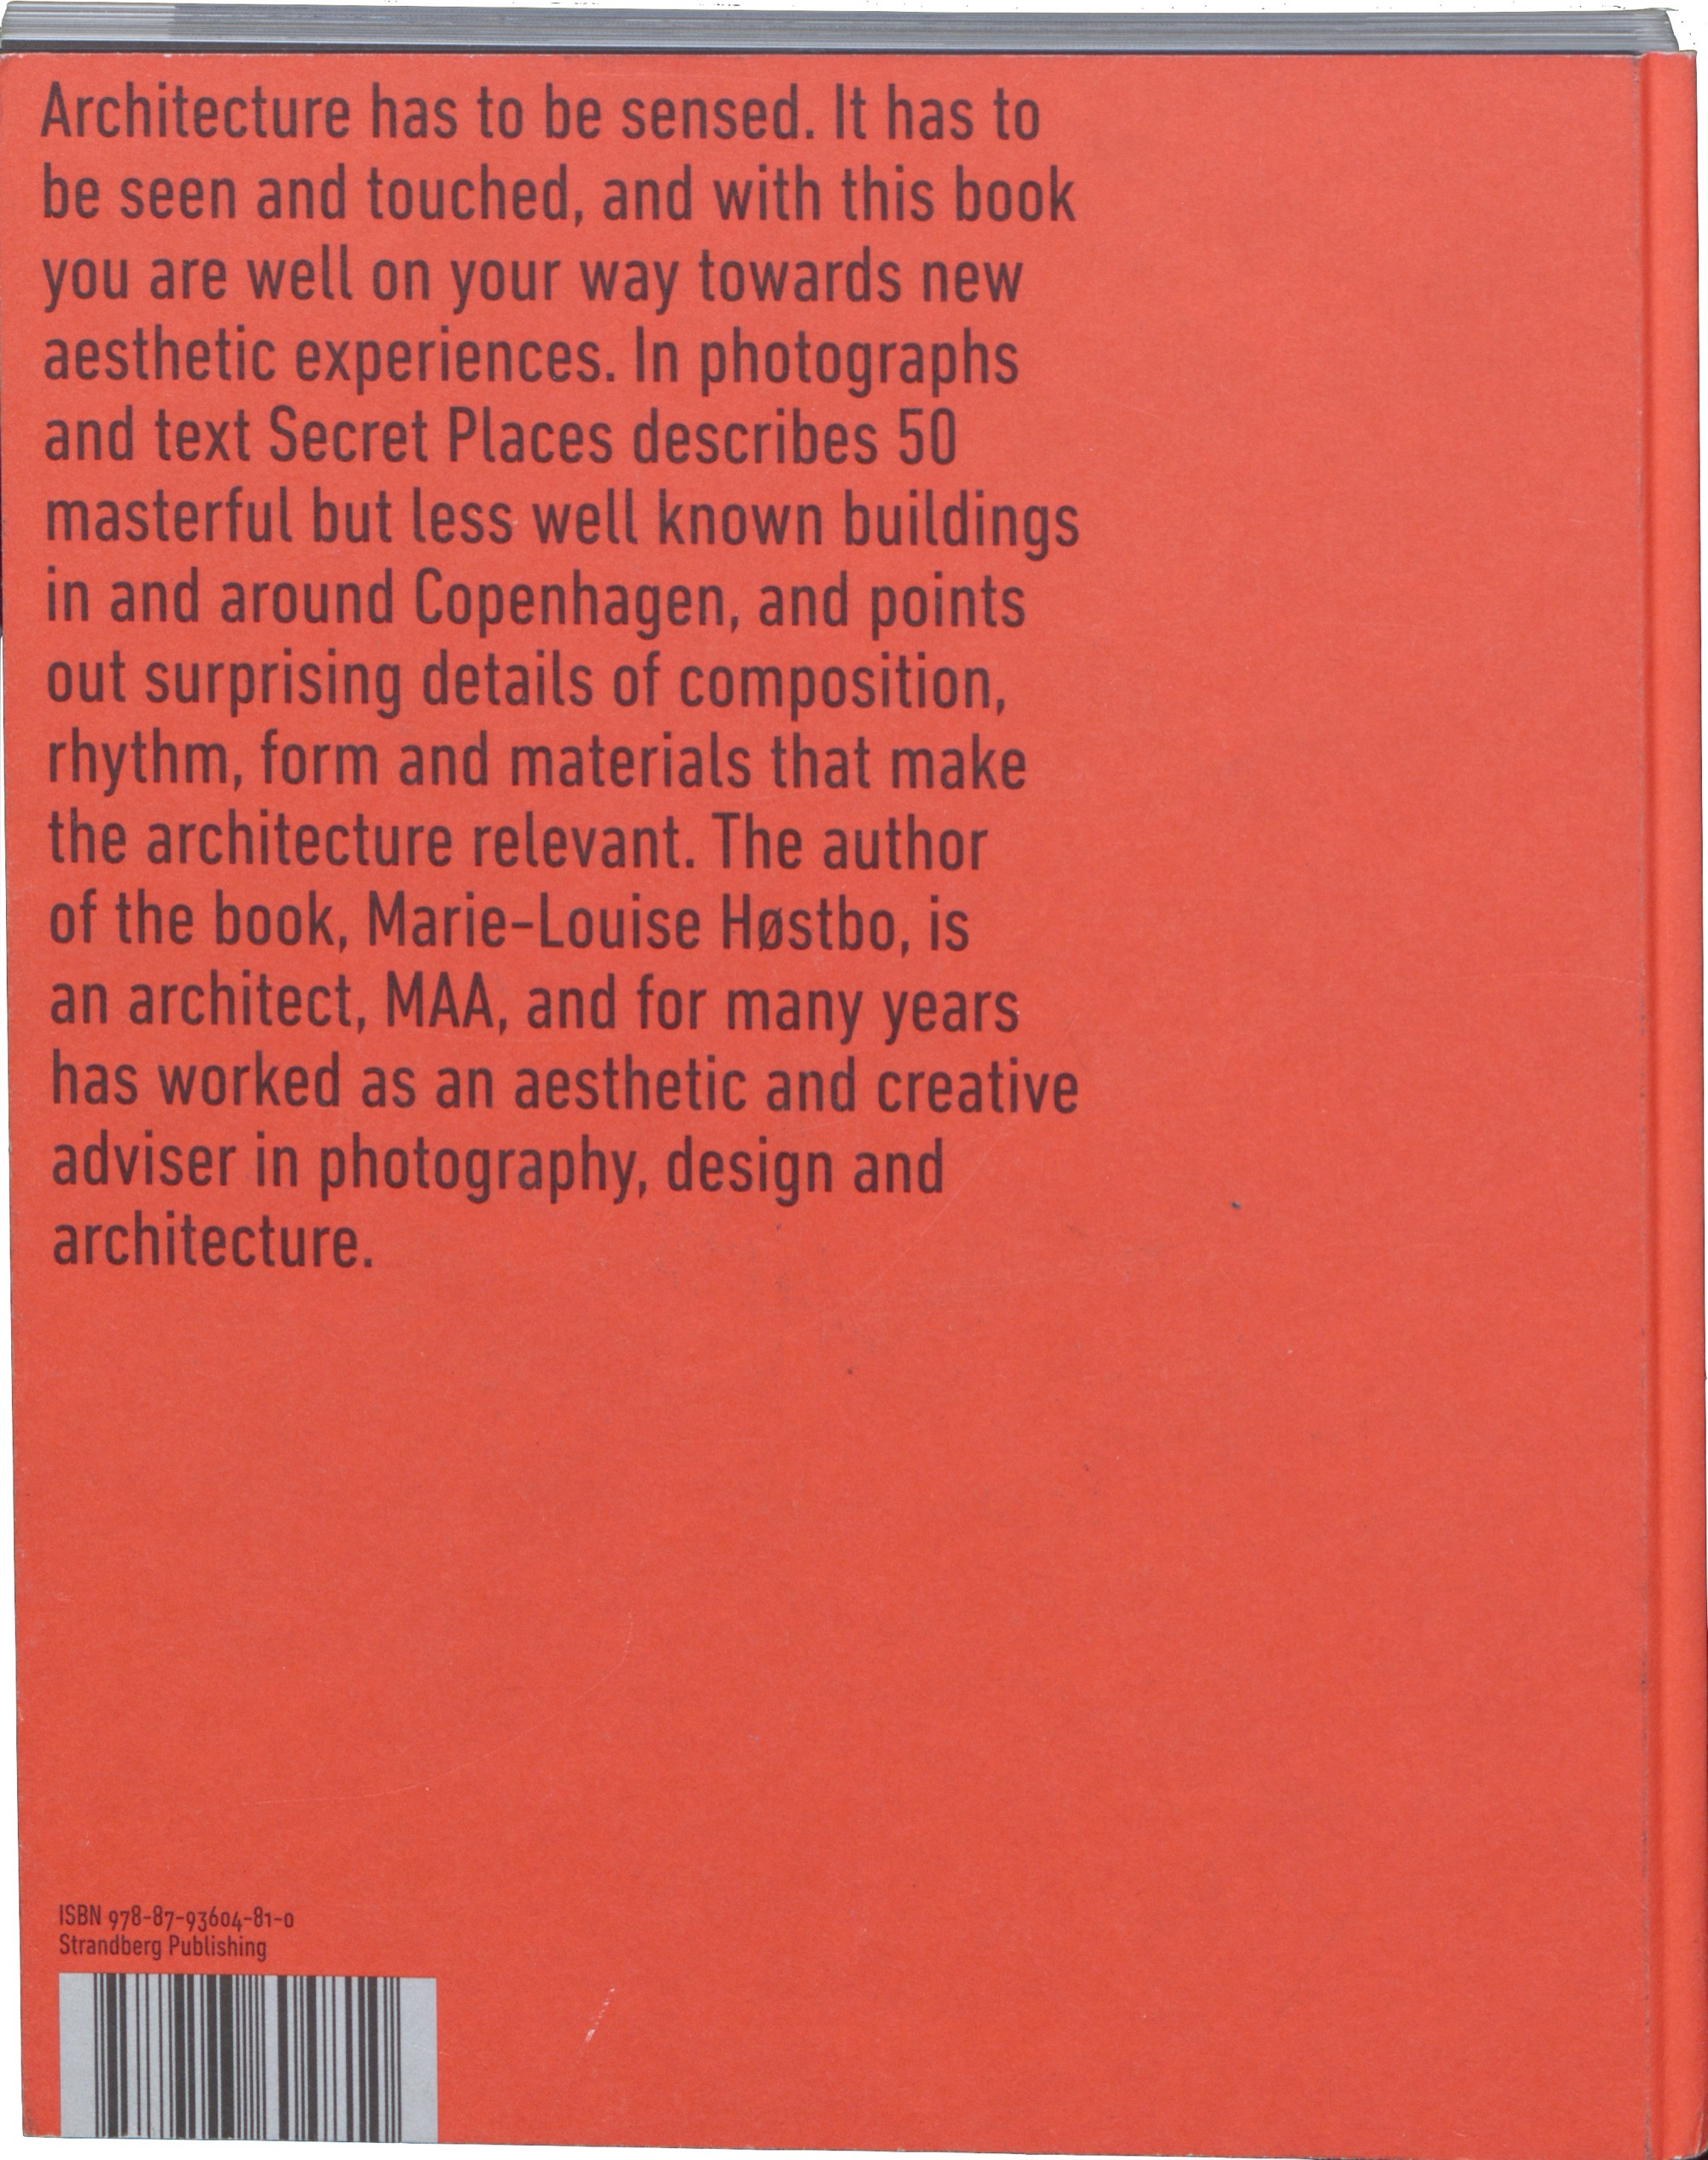 Architecture has to be sensed. It has to
be seen and touched, and with this book
you are well on your way towards new
aesthetic experiences. In photographs
and text Secret Places describes 50
masterful but less well known buildings
in and around Copenhagen, and points
out surprising details of composition,
rhythm, form and materials that make
the architecture relevant. The author
of the book, Marie-Louise Høstbo, is
an architect, MAA, and for many years
has worked as an aesthetic and creative
adviser in photography, design and
architecture.
ISBN 978-87-93604-81-0
Strandberg Publishing